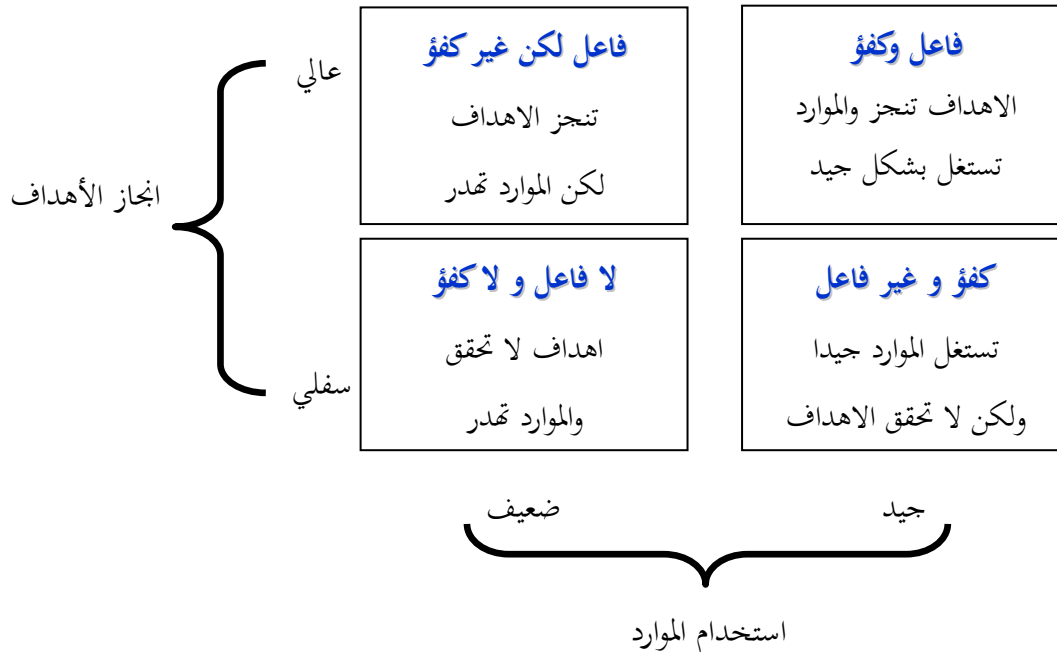 فاعل وكفؤ
الاهداف تنجز والموارد
تستغل بشكل جيد
فاعل لكن غير كفؤ
تنجز الاهداف
لكن الموارد تهدر
عالي
انجاز الأهداف
كفؤ و غير فاعل
تستغل الموارد جيدا
ولكن لا تحقق الاهداف
لا فاعل و لا كفؤ
اهداف لا تحقق
والموارد تهدر
سفلي
جيد
ضعيف
استخدام الموارد